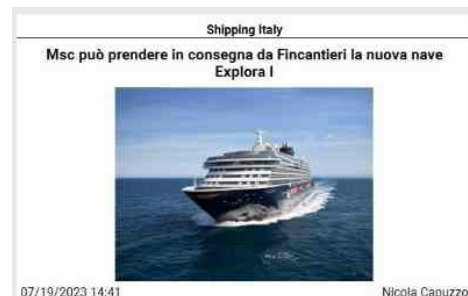 Shipping Italy
Msc può prendere in consegna da Fincantieri la nuova nave
Explora I
07/19/2023 14:41
Nicola Capuzzo